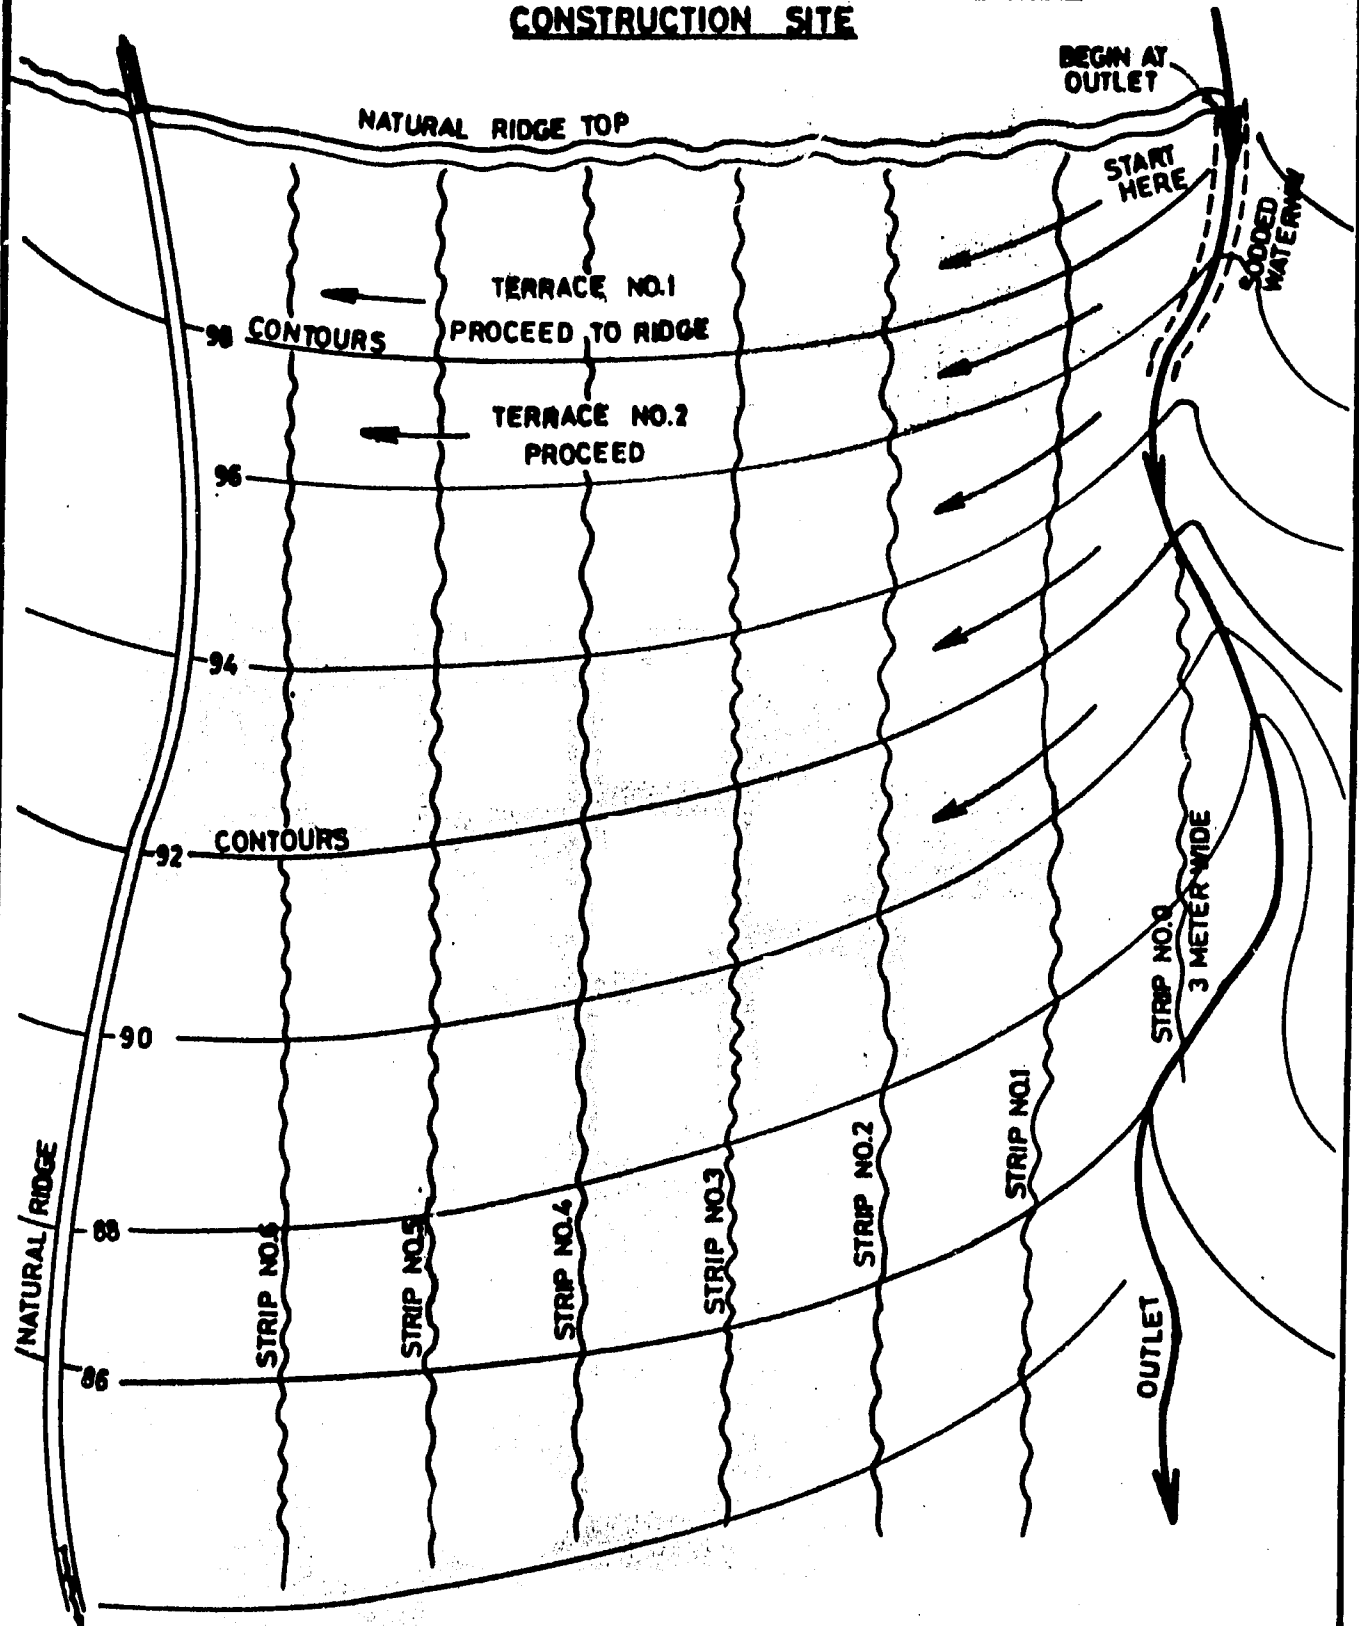 CONSTRUCTION SITE
BEGIN AT
OUTLET
NATURAL RIDGE TOP
START
HERE
SODDED
WATERWAY
TERRACE NO.1
98 CONTOURS
PROCEED TO RIDGE
TERRACE NO.2
PROCEED
96
94
92
CONTOURS
3 METER WIDE
STRIP NO.0
90
STRIP NO.1
STRIP NO.2
STRIP NO.3
STRIP NO.4
STRIP NO.5
STRIP NO.6
NATURAL RIDGE
88
86
OUTLET